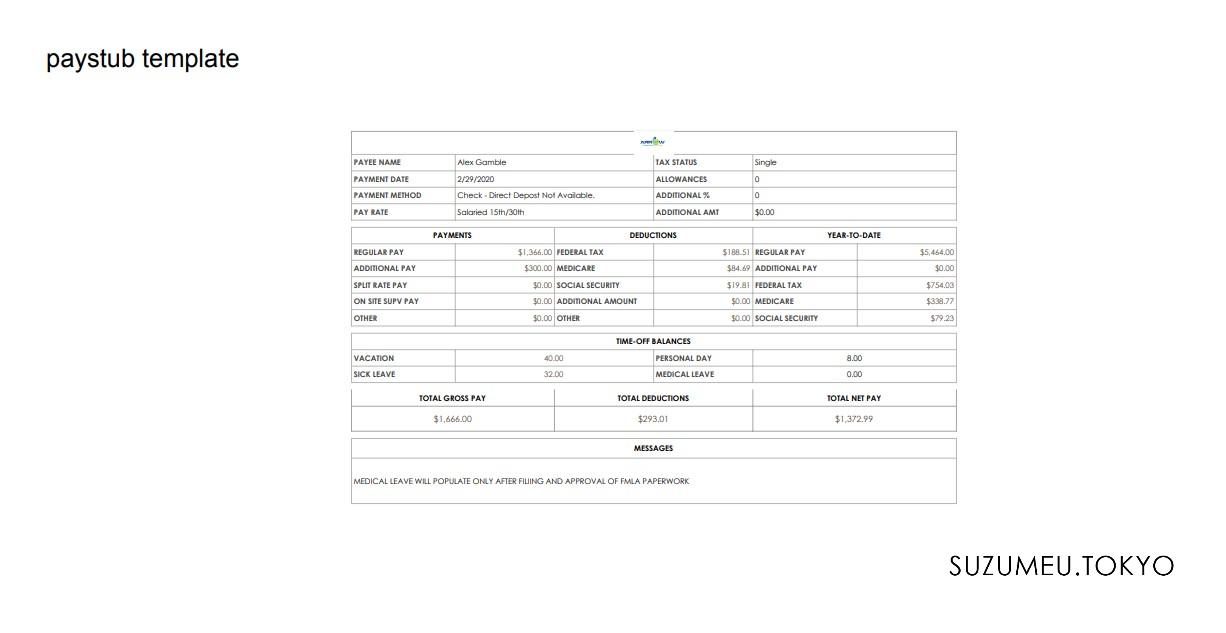 paystub template
PAYEE NAME Alex Gamble TAX STATUS Single
PAYMENT DATE 2/29/2020 ALLOWANCES 0
PAYMENT METHOD Check - Direct Depost Not Available. ADDITIONAL % 0
PAY RATE Salaried 15th/30th ADDITIONAL AMT $0.00
PAYMENTS DEDUCTIONS YEAR-TO-DATE
REGULAR PAY $1,366.00 FEDERAL TAX $188.51 REGULAR PAY $5,464.00
ADDITIONAL PAY $300.00 MEDICARE $84.69 ADDITIONAL PAY $0.00
SPLIT RATE PAY $0.00 SOCIAL SECURITY $19.81 FEDERAL TAX $754.03
ON SITE SUPV PAY $0.00 ADDITIONAL AMOUNT $0.00 MEDICARE $338.77
OTHER $0.00 OTHER $0.00 SOCIAL SECURITY $79.23
TIME-OFF BALANCES
VACATION 40.00 PERSONAL DAY 8.00
SICK LEAVE 32.00 MEDICAL LEAVE 0.00
TOTAL GROSS PAY TOTAL DEDUCTIONS TOTAL NET PAY
$1,666.00 $293.01 $1,372.99
MESSAGES
MEDICAL LEAVE WILL POPULATE ONLY AFTER FILIING AND APPROVAL OF FMLA PAPERWORK
SUZUMEU.TOKYO